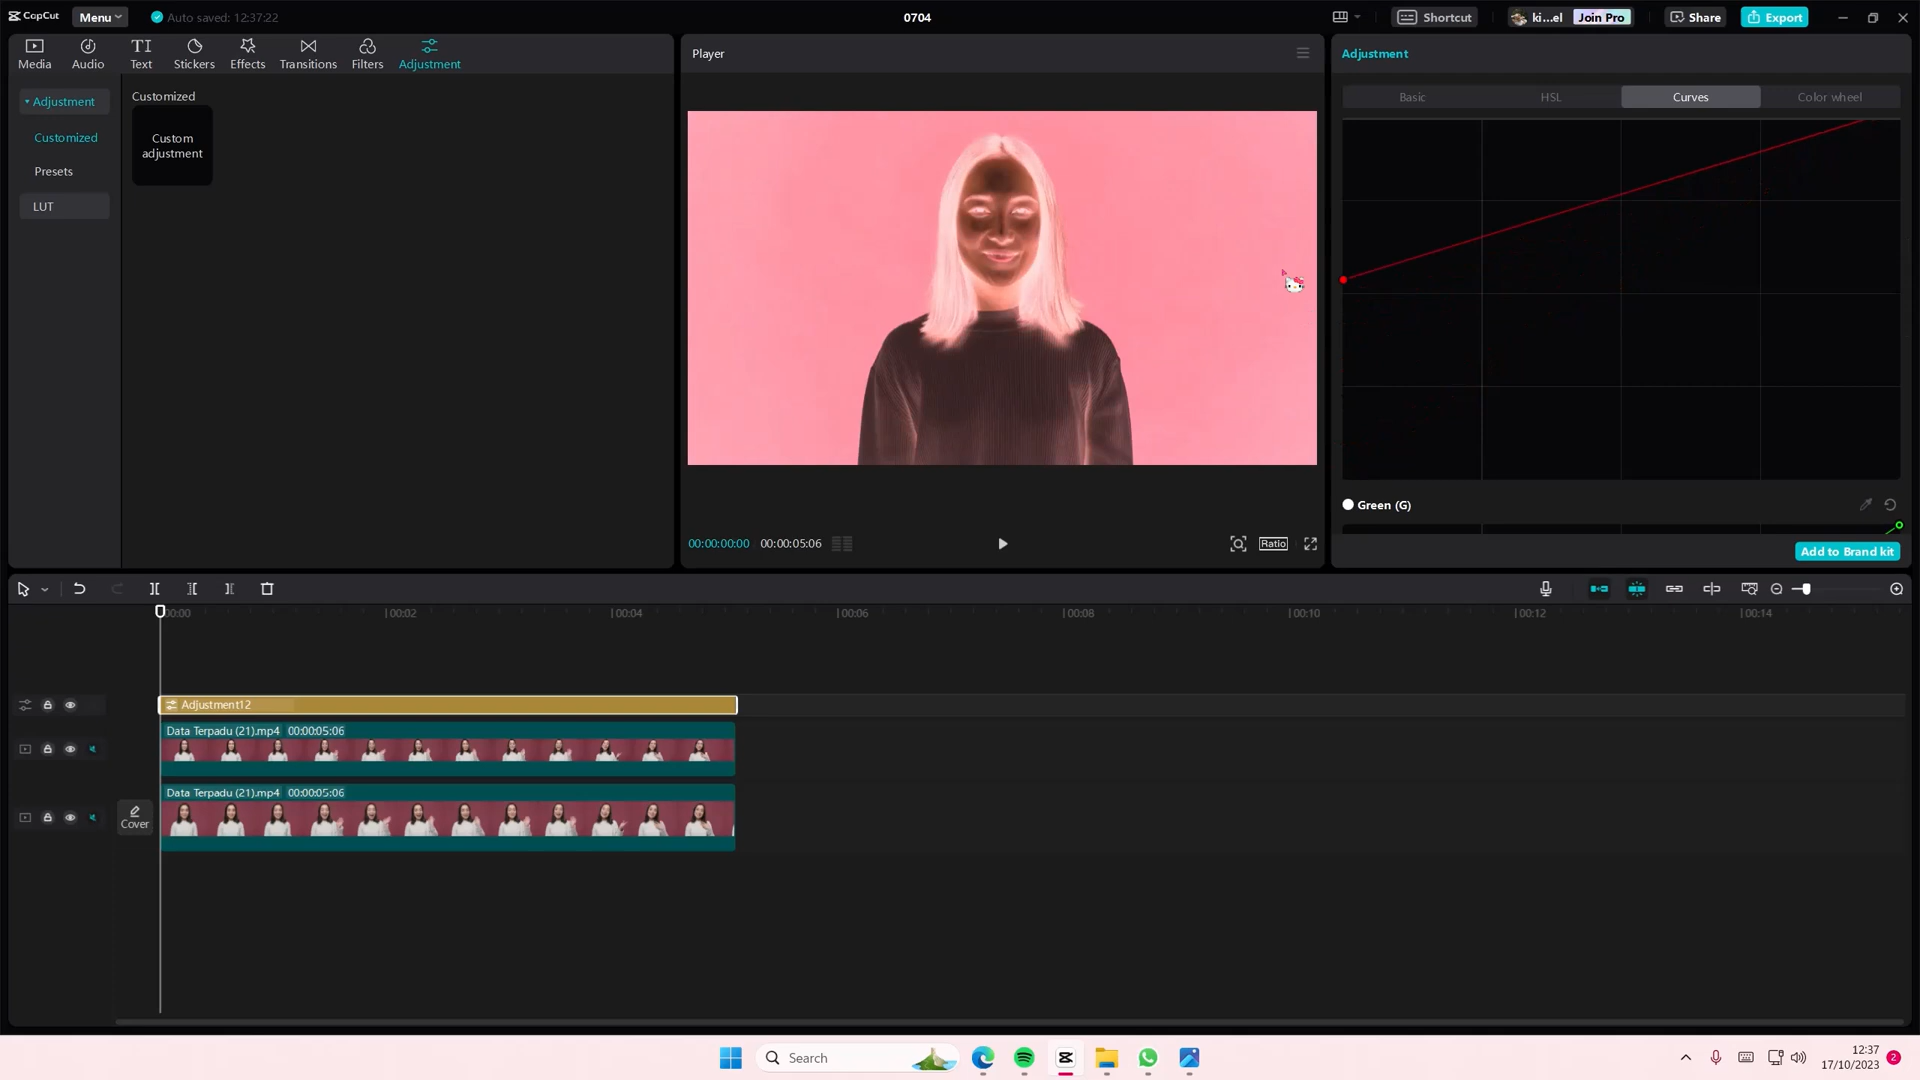 CapCut
Menu
Auto saved: 12:37:22
0704
Shortcut
ki...el
Join Pro
Share
Export
Media
Audio
TI
Text
Stickers
Effects
Transitions
Filters
Adjustment
Adjustment
Customized
Presets
LUT
Customized
Custom
adjustment
Player
00:00:00:00
00:00:05:06
Ratio
Adjustment
Basic
HSL
Curves
Color wheel
Green (G)
Add to Brand kit
00:00
00:02
00:04
00:06
00:08
00:10
00:12
00:14
Adjustment12
Data Terpadu (21).mp4 00:00:05:06
Data Terpadu (21).mp4 00:00:05:06
Cover
Search
12:37
17/10/2023
2